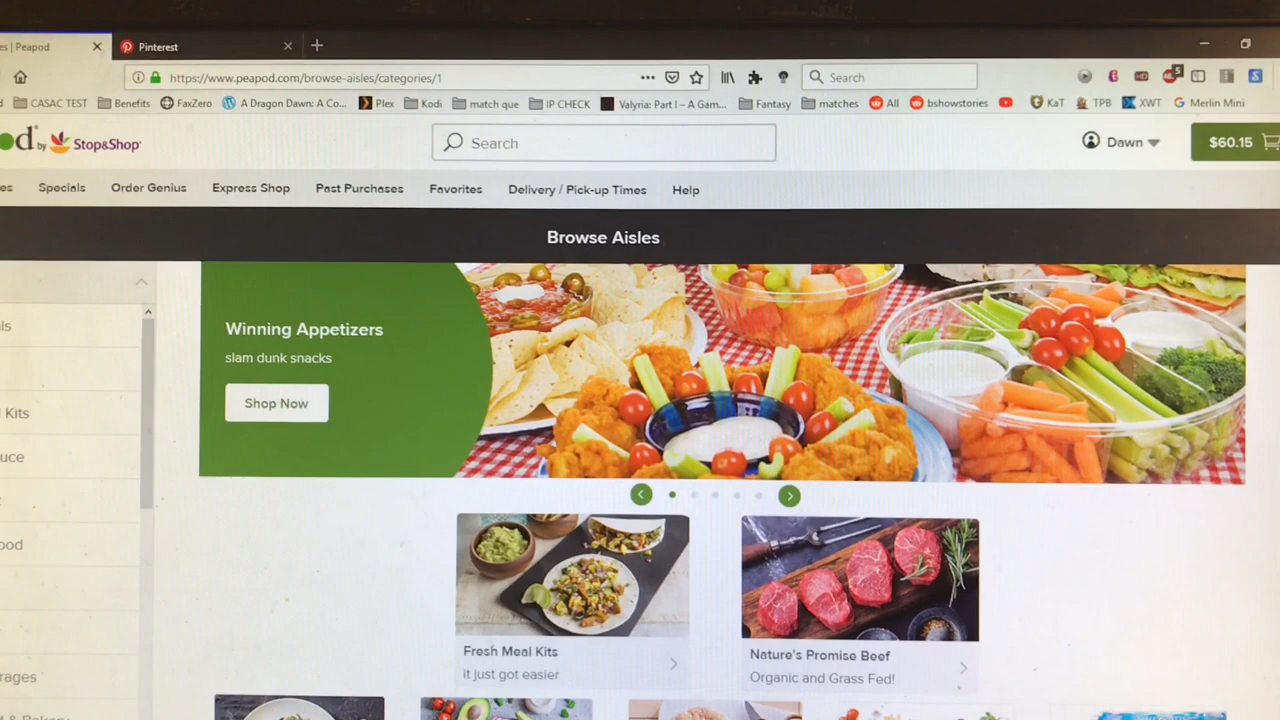 es | Peapod
Pinterest
https://www.peapod.com/browse-aisles/categories/1
Search
5
CASAC TEST
Benefits
FaxZero
A Dragon Dawn: A Co...
Plex
Kodi
match que
IP CHECK
Valyria: Part I – A Gam...
Fantasy
matches
All
bshowstories
KaT
TPB
XWT
Merlin Mini
od by Stop&Shop
Search
Dawn
$60.15
es
Specials
Order Genius
Express Shop
Past Purchases
Favorites
Delivery / Pick-up Times
Help
Browse Aisles
Winning Appetizers
slam dunk snacks
Shop Now
ls
Kits
uce
ood
rages
& Bakery
Fresh Meal Kits
it just got easier
Nature's Promise Beef
Organic and Grass Fed!